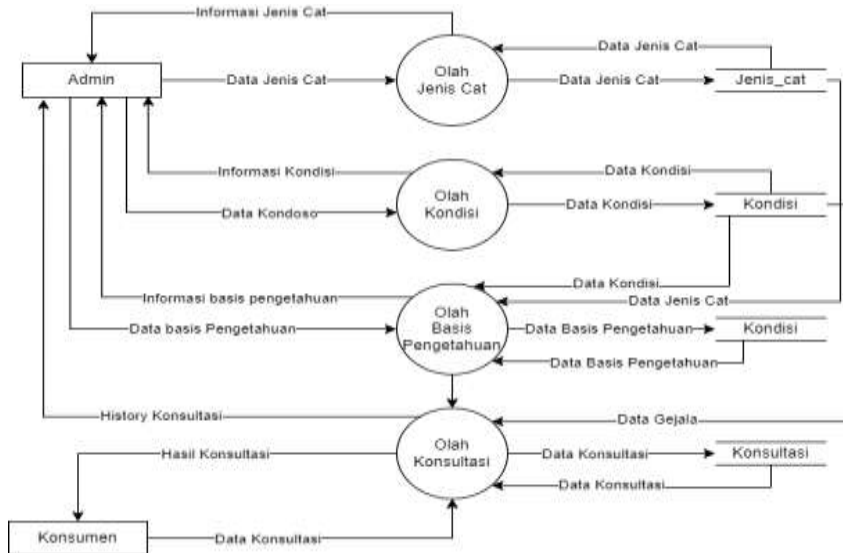 Informasi Jenis Cat
Admin
Data Jenis Cat
Olah
Jenis Cat
Data Jenis Cat
Data Jenis Cat
Jenis_cat
Informasi Kondisi
Data Kondoso
Olah
Kondisi
Data Kondisi
Data Kondisi
Kondisi
Data Kondisi
Data Jenis Cat
Informasi basis pengetahuan
Data basis Pengetahuan
Olah
Basis
Pengetahuan
Data Basis Pengetahuan
Kondisi
Data Basis Pengetahuan
History Konsultasi
Data Gejala
Hasil Konsultasi
Olah
Konsultasi
Data Konsultasi
Konsultasi
Data Konsultasi
Konsumen
Data Konsultasi